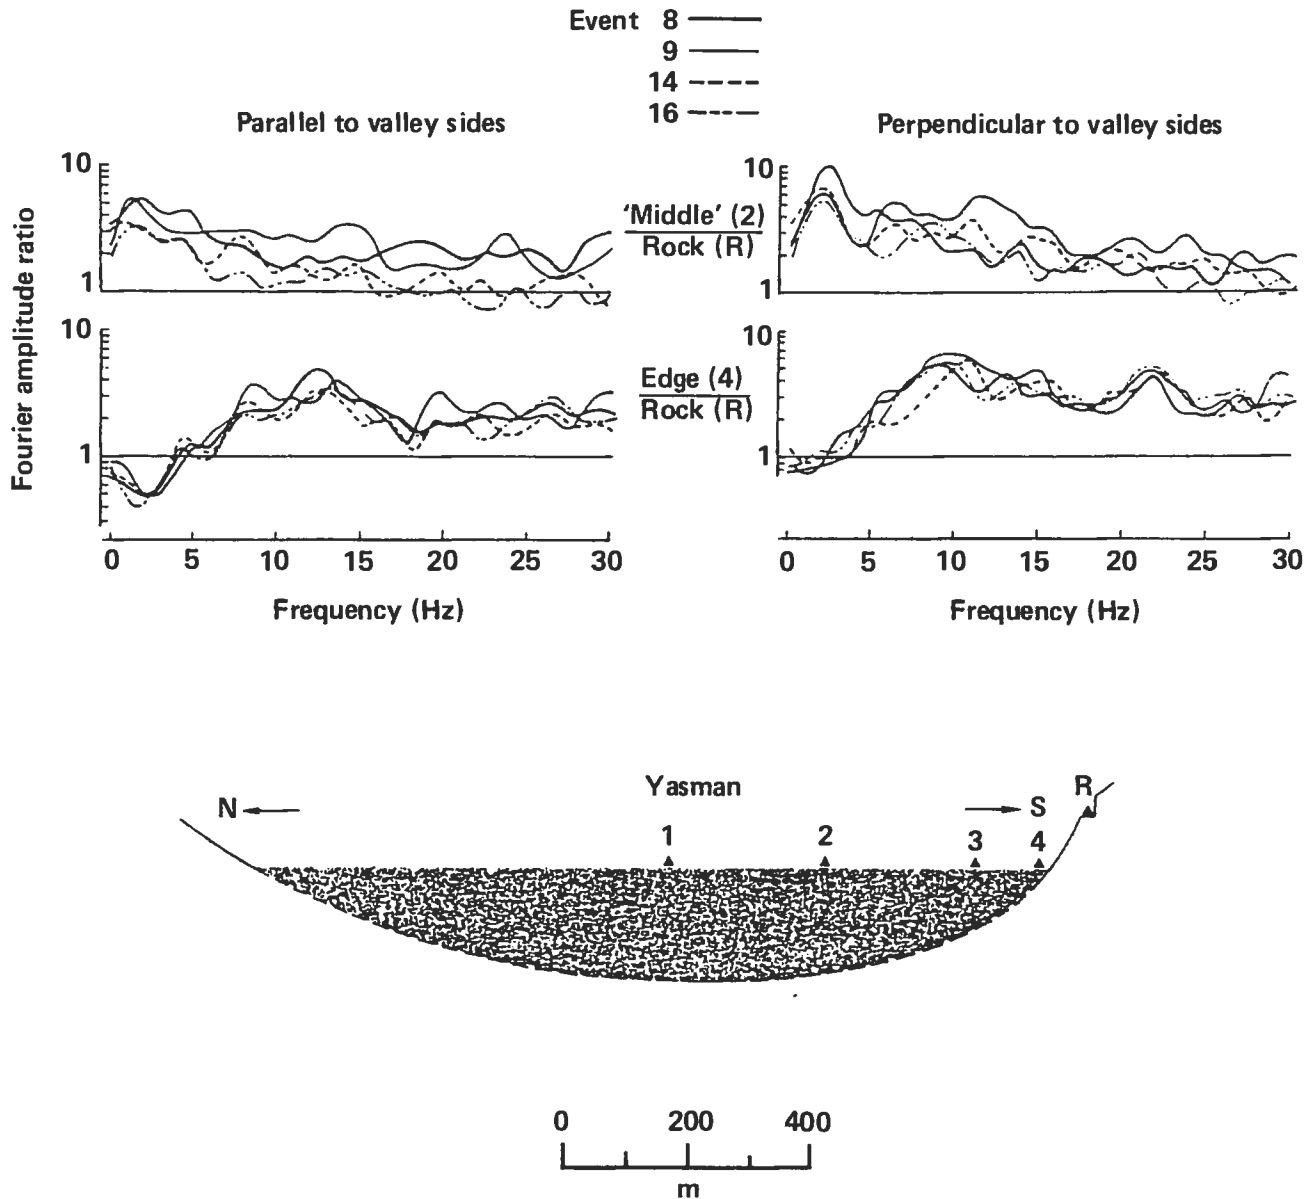 Event 8
9
14
16
Parallel to valley sides
Perpendicular to valley sides
Fourier amplitude ratio
10
1
10
1
'Middle' (2)
Rock (R)
10
1
10
1
Edge (4)
Rock (R)
0 5 10 15 20 25 30
0 5 10 15 20 25 30
Frequency (Hz)
Frequency (Hz)
Yasman
R
N
S
1 2 3 4
0 200 400
m